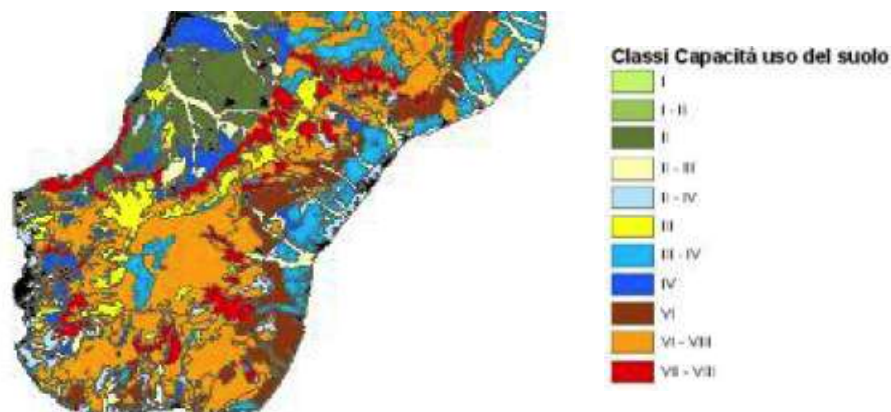 Classi Capacità uso del suolo
I
I - II
II
II - III
II - IV
III
III - IV
IV
VI
VI - VIII
VII - VIII